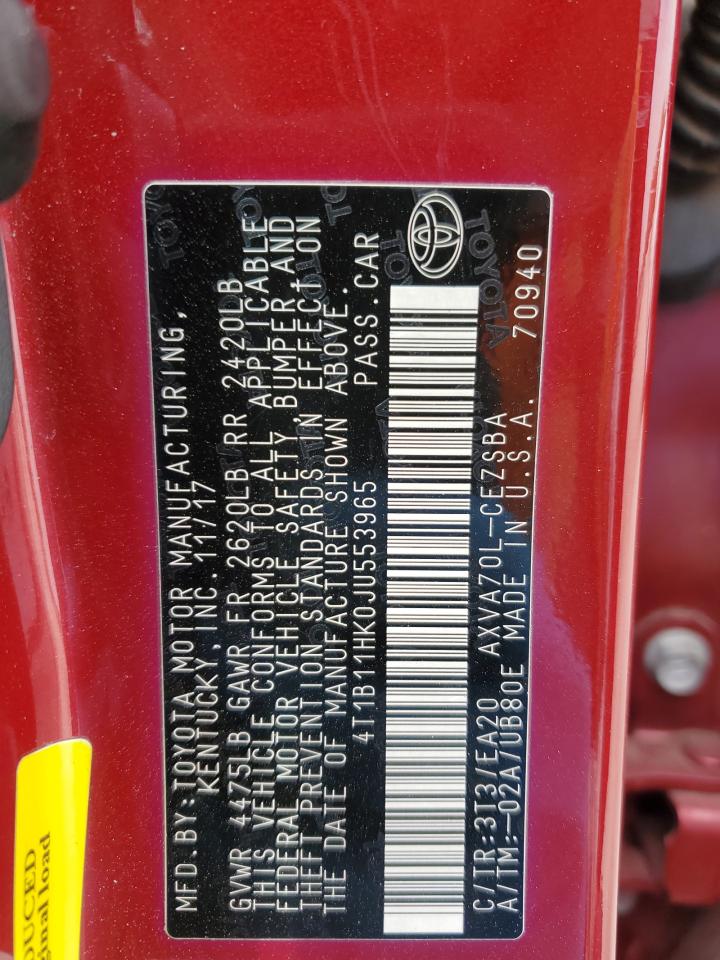 MFD.BY:TOYOTA MOTOR MANUFACTURING,
KENTUCKY, INC. 11/17
GVWR 4475LB GAWR FR 2620LB RR 2420LB
THIS VEHICLE CONFORMS TO ALL APPLICABLE
FEDERAL MOTOR VEHICLE SAFETY BUMPER,AND
THEFT PREVENTION STANDARDS IN EFFECT ON
THE DATE OF MANUFACTURE SHOWN ABOVE.
4T1B11HK0JU553965 PASS.CAR
C/TR:3T3/EA20 AXVA70L-CEZSBA
A/TM:-02A/UB80E MADE IN U.S.A. 70940
TOYOTA
ginal load